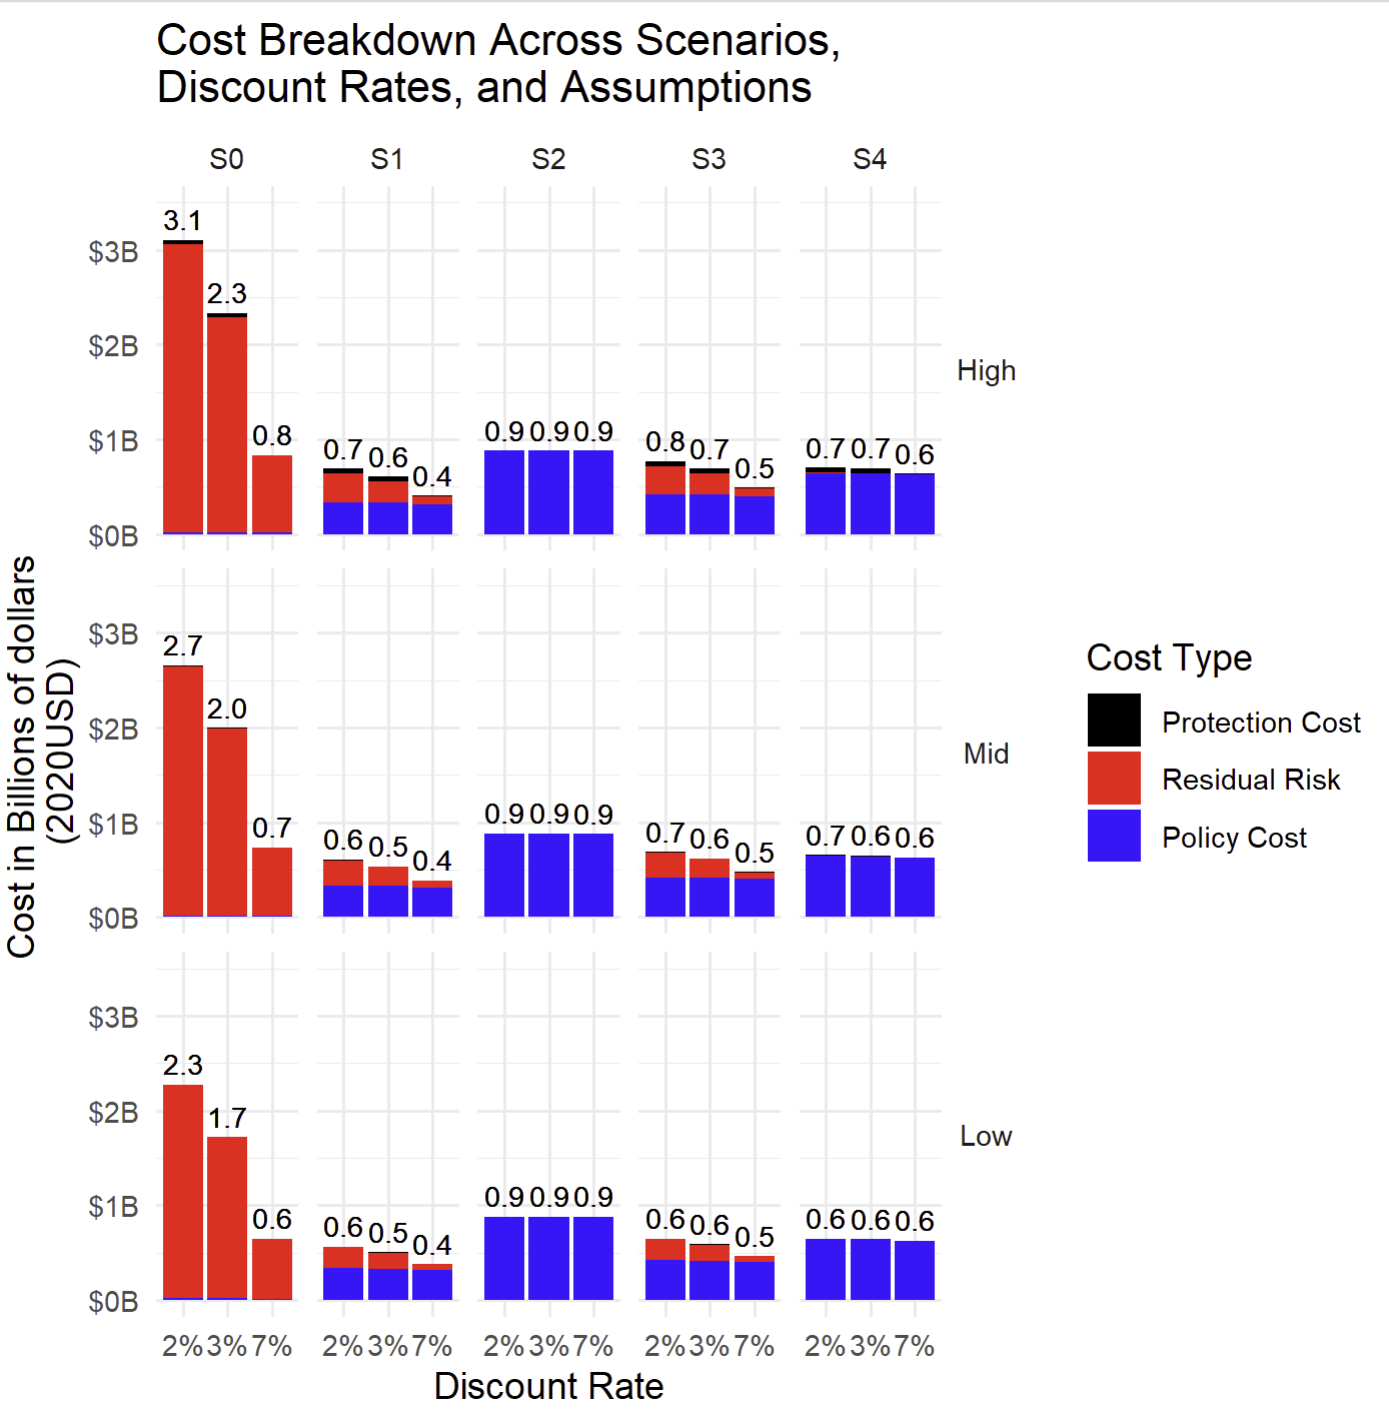 Cost Breakdown Across Scenarios,
Discount Rates, and Assumptions
S0 S1 S2 S3 S4
3.1
$3B
2.3
$2B
High
$1B
0.8 0.7 0.6 0.4 0.9 0.9 0.9 0.8 0.7 0.5 0.7 0.7 0.6
$0B
Cost in Billions of dollars
(2020USD)
$3B
2.7
2.0
$2B
Mid
$1B
0.7 0.6 0.5 0.4 0.9 0.9 0.9 0.7 0.6 0.5 0.7 0.6 0.6
$0B
$3B
2.3
$2B
1.7
Low
$1B
0.6 0.6 0.5 0.4 0.9 0.9 0.9 0.6 0.6 0.5 0.6 0.6 0.6
$0B
2% 3% 7% 2% 3% 7% 2% 3% 7% 2% 3% 7% 2% 3% 7%
Discount Rate
Cost Type
Protection Cost
Residual Risk
Policy Cost